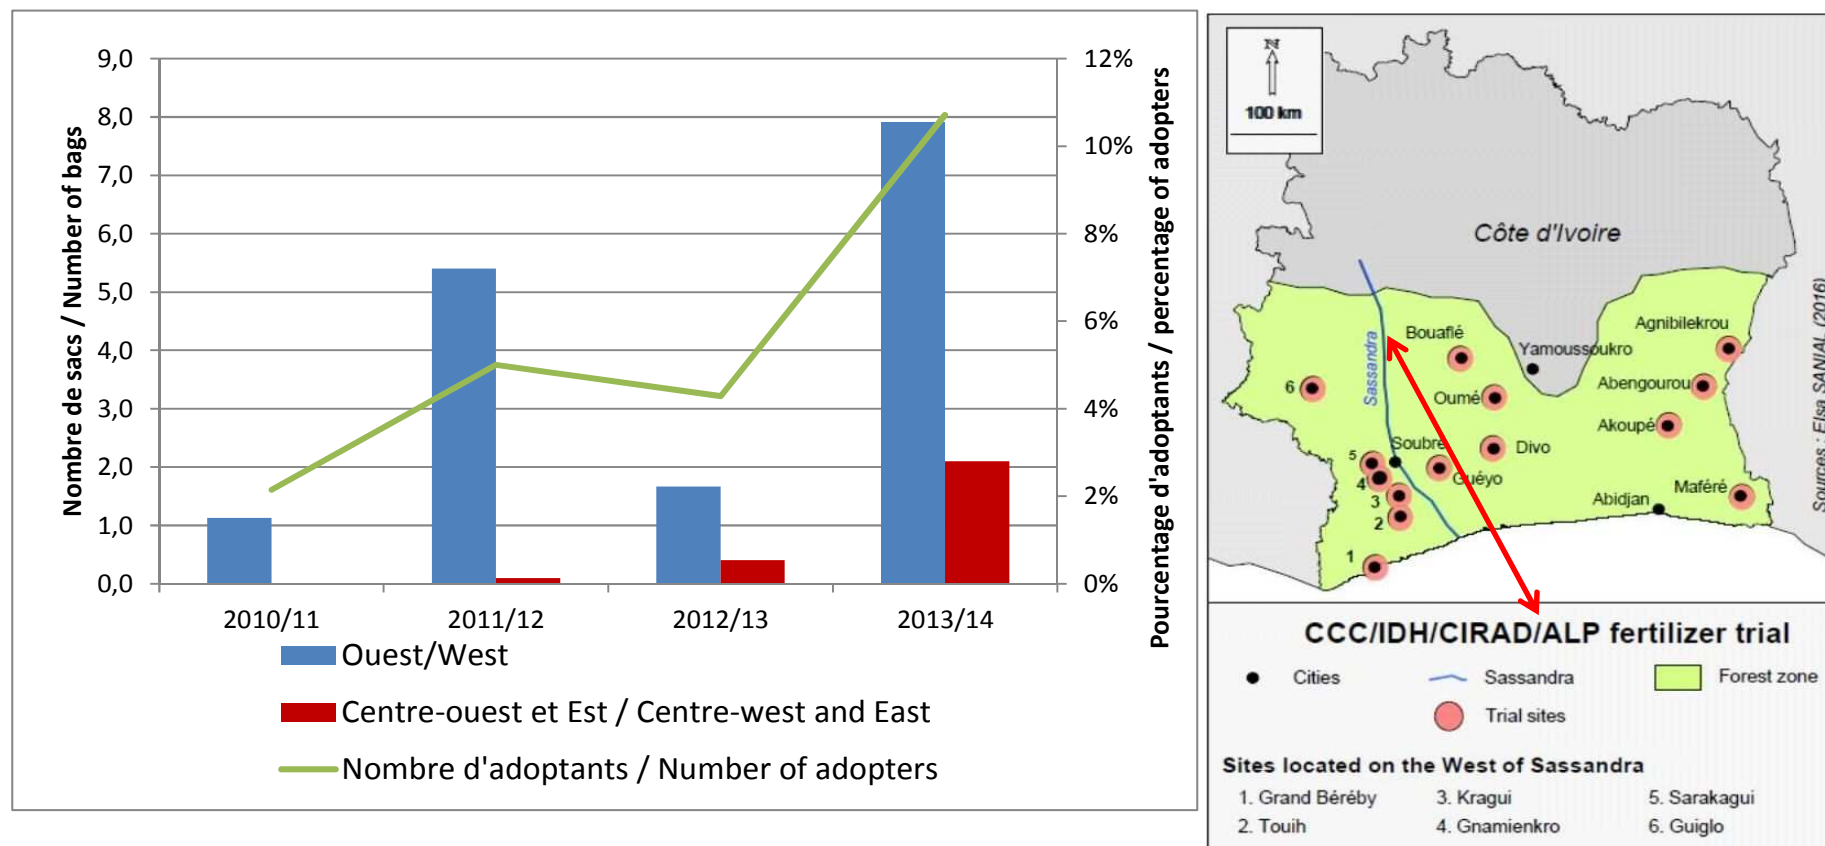 9,0
8,0
7,0
6,0
5,0
4,0
3,0
2,0
1,0
0,0
Nombre de sacs / Number of bags
12%
10%
8%
6%
4%
2%
0%
Pourcentage d'adoptants / percentage of adopters
2010/11
2011/12
2012/13
2013/14
Ouest/West
Centre-ouest et Est / Centre-west and East
Nombre d'adoptants / Number of adopters
N
100 km
Côte d'Ivoire
Sassandra
Bouaflé
Yamoussoukro
Agnibilekrou
Abengourou
6
Oumé
Akoupé
Soubré
Divo
5
4
Guéyo
3
2
Abidjan
Maféré
1
Sources : Elsa SANIAL (2016)
CCC/IDH/CIRAD/ALP fertilizer trial
Cities
Sassandra
Forest zone
Trial sites
Sites located on the West of Sassandra
1. Grand Béréby
3. Kragui
5. Sarakagui
2. Touih
4. Gnamienkro
6. Guiglo